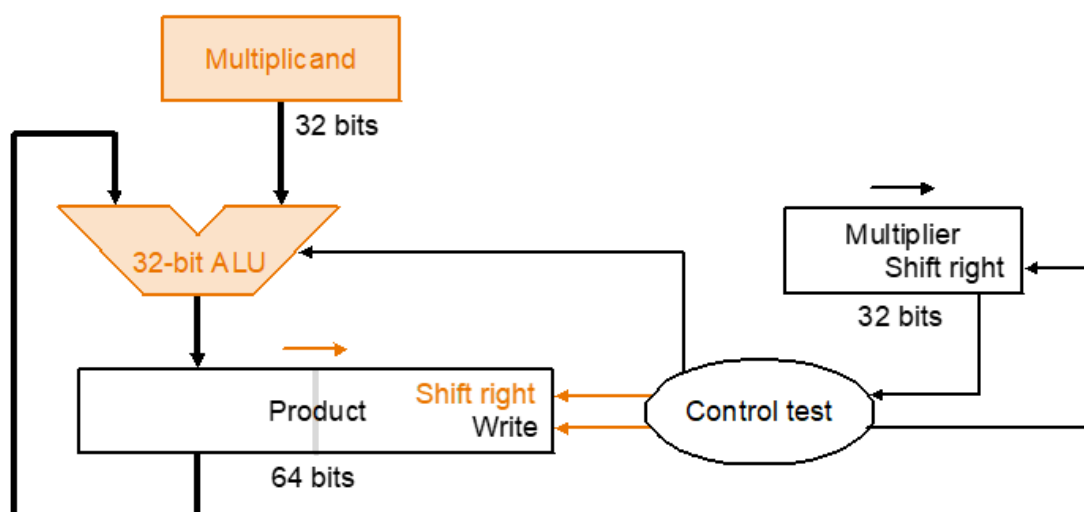 Multiplicand
32 bits
32-bit ALU
Multiplier
Shift right
32 bits
Shift right
Product
Write
Control test
64 bits